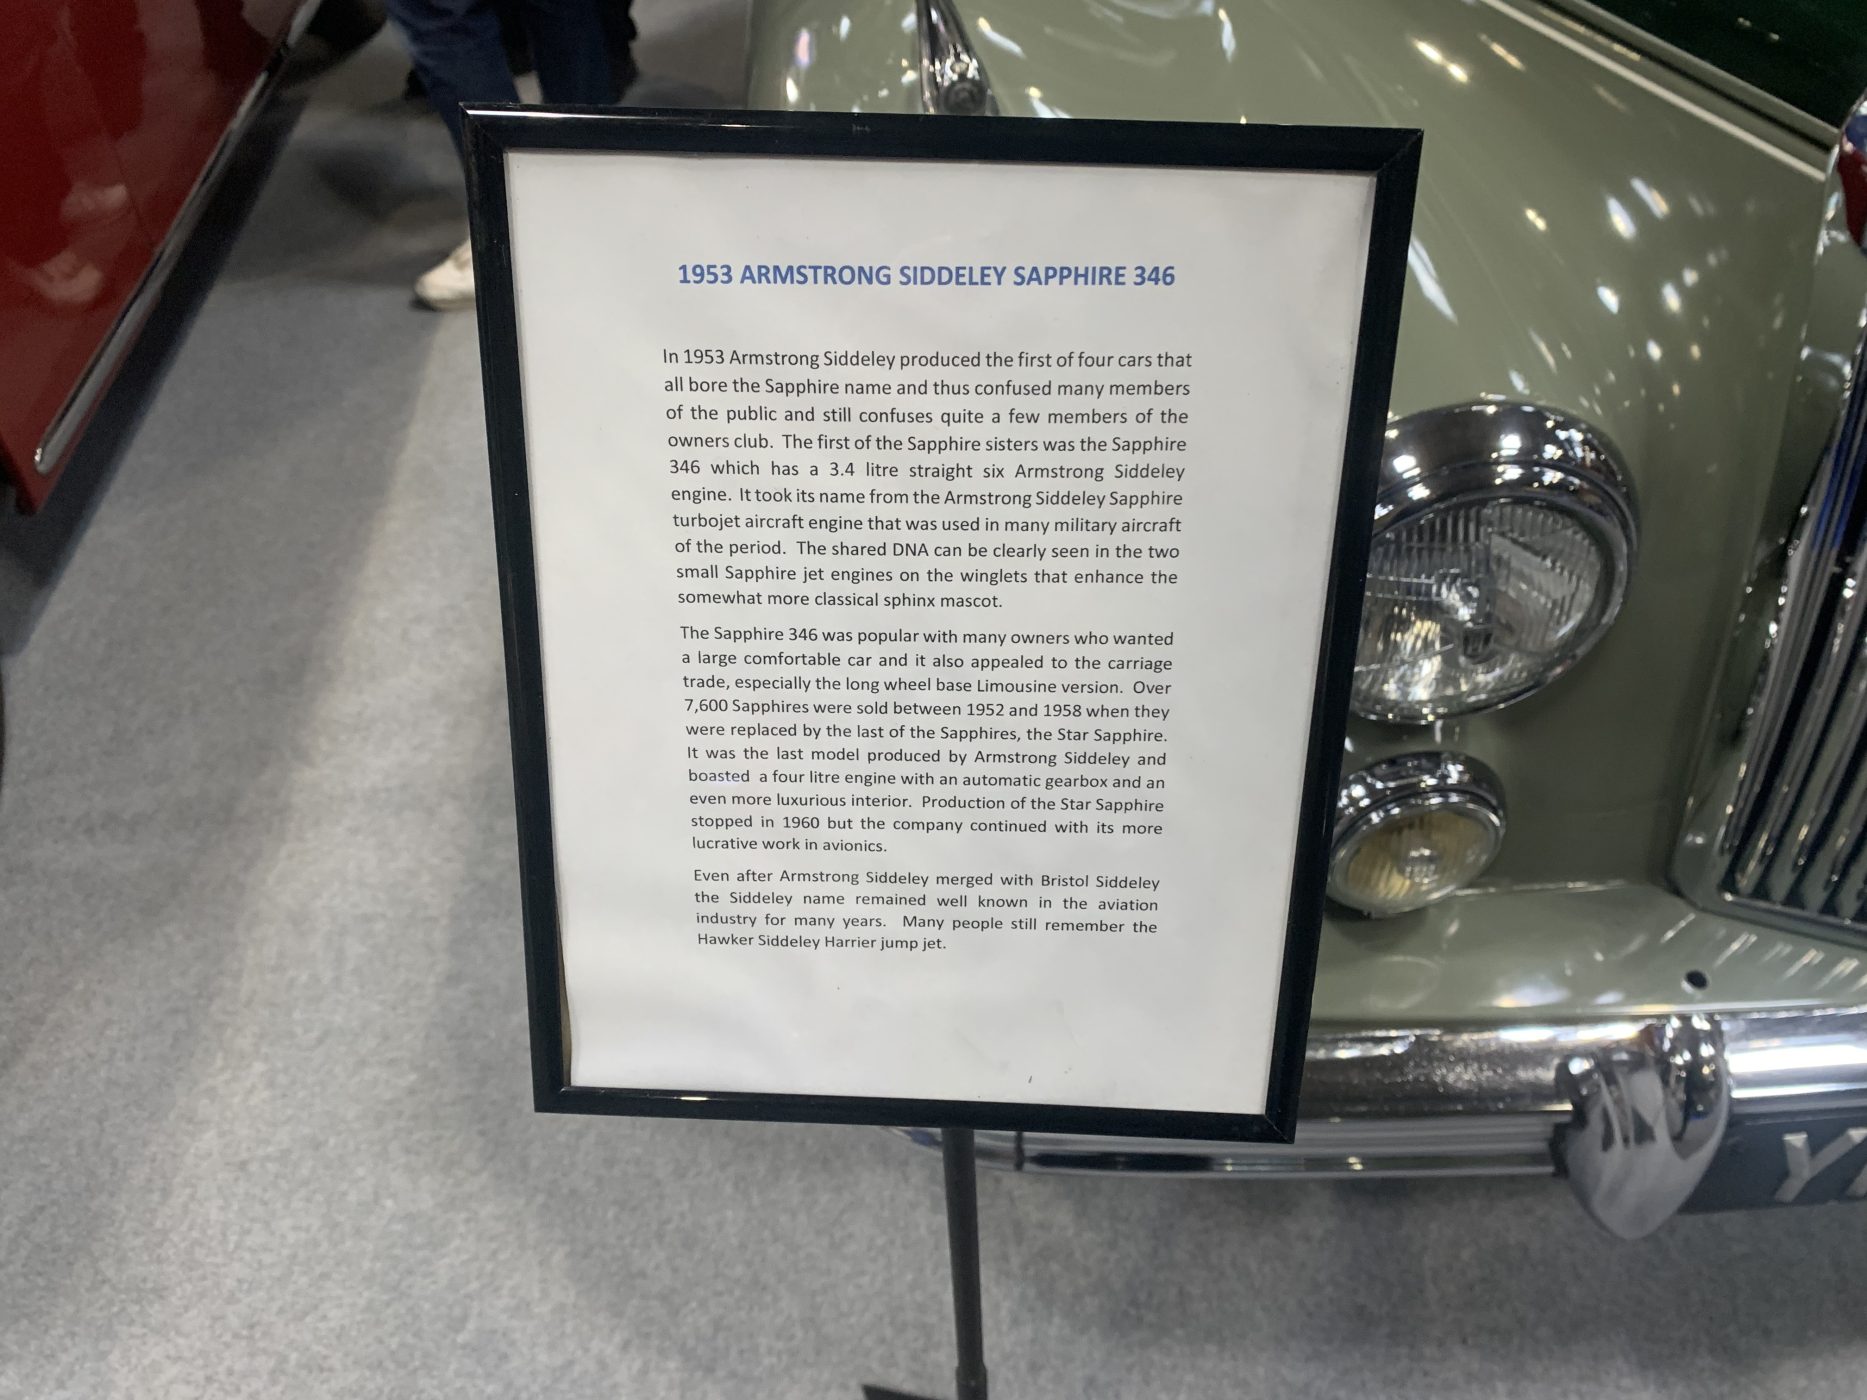 1953 ARMSTRONG SIDDELEY SAPPHIRE 346
In 1953 Armstrong Siddeley produced the first of four cars that
all bore the Sapphire name and thus confused many members
of the public and still confuses quite a few members of the
owners club. The first of the Sapphire sisters was the Sapphire
346 which has a 3.4 litre straight six Armstrong Siddeley
engine. It took its name from the Armstrong Siddeley Sapphire
turbojet aircraft engine that was used in many military aircraft
of the period. The shared DNA can be clearly seen in the two
small Sapphire jet engines on the winglets that enhance the
somewhat more classical sphinx mascot.
The Sapphire 346 was popular with many owners who wanted
a large comfortable car and it also appealed to the carriage
trade, especially the long wheel base Limousine version. Over
7,600 Sapphires were sold between 1952 and 1958 when they
were replaced by the last of the Sapphires, the Star Sapphire.
It was the last model produced by Armstrong Siddeley and
boasted a four litre engine with an automatic gearbox and an
even more luxurious interior. Production of the Star Sapphire
stopped in 1960 but the company continued with its more
lucrative work in avionics.
Even after Armstrong Siddeley merged with Bristol Siddeley
the Siddeley name remained well known in the aviation
industry for many years. Many people still remember the
Hawker Siddeley Harrier jump jet.